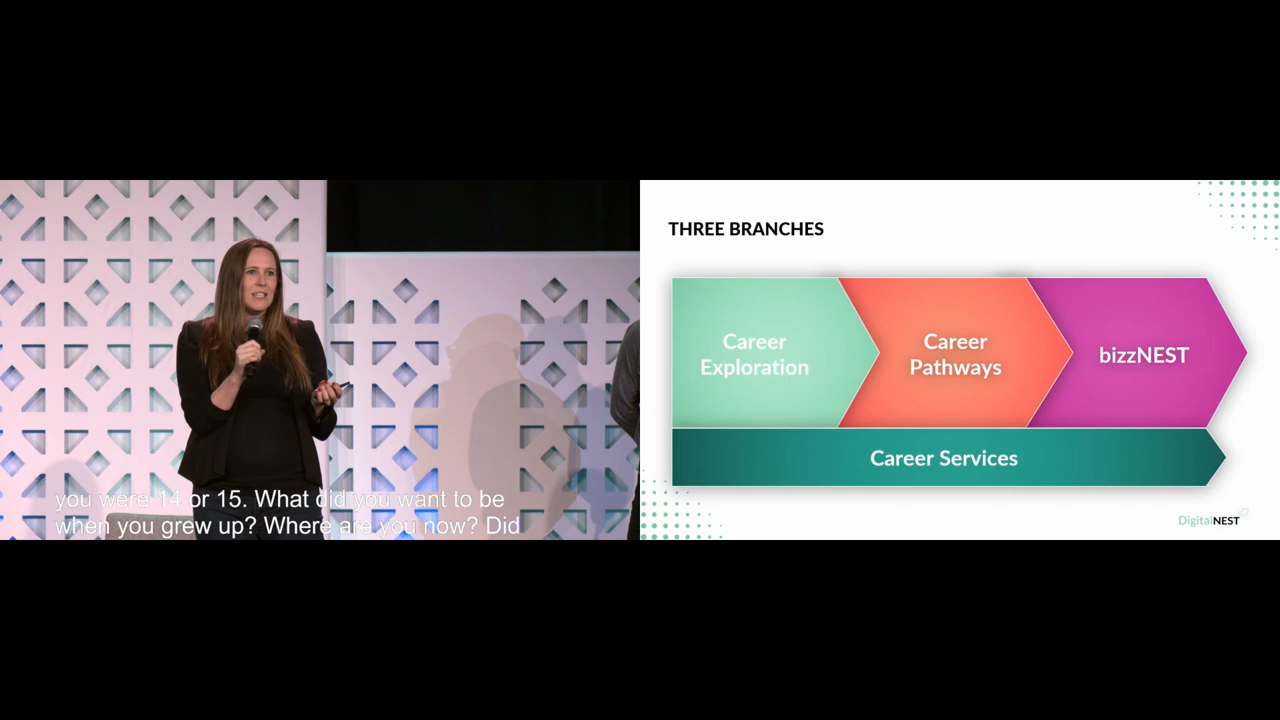 you were 14 or 15. What did you want to be
when you grew up? Where are you now? Did
THREE BRANCHES
Career
Exploration
Career
Pathways
bizzNEST
Career Services
DigitalNEST